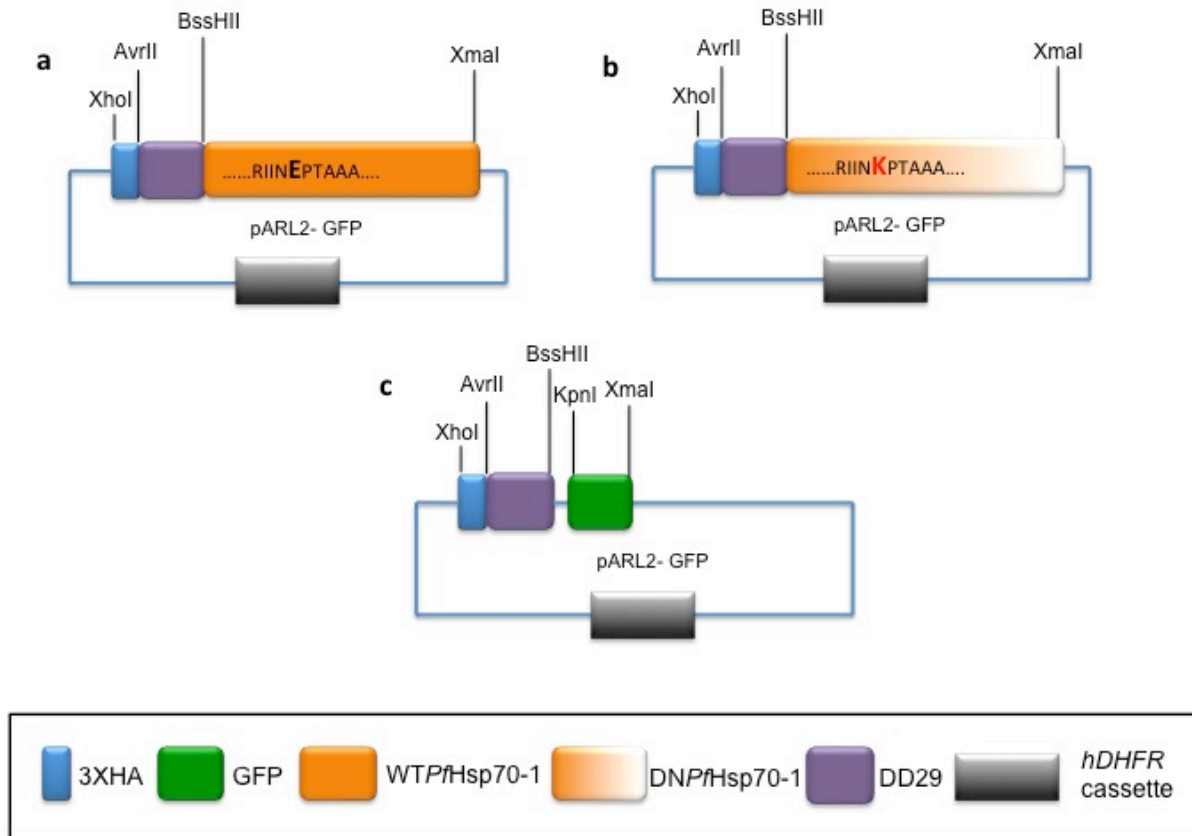 a
XhoI
AvrII
BssHII
XmaI
......RIINEPTAAA....
pARL2- GFP
b
XhoI
AvrII
BssHII
XmaI
......RIINKPTAAA....
pARL2- GFP
c
XhoI
AvrII
BssHII
KpnI
XmaI
pARL2- GFP
3XHA
GFP
WTPfHsp70-1
DNPfHsp70-1
DD29
hDHFR
cassette